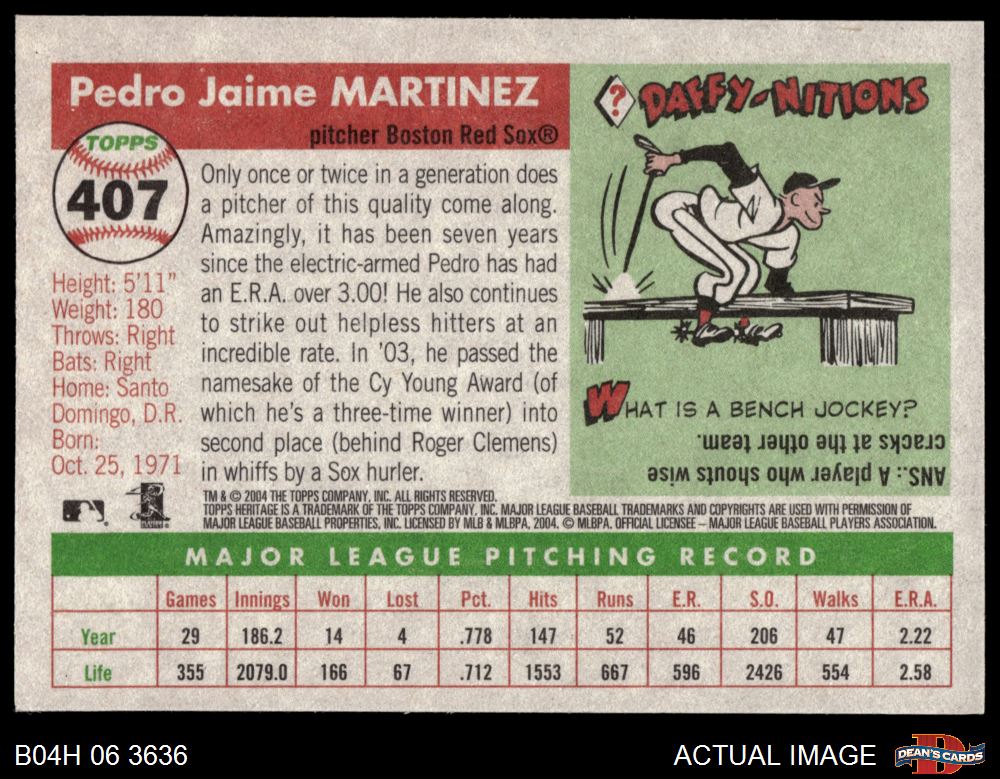 Pedro Jaime MARTINEZ
pitcher Boston Red Sox®
TOPPS
407
Height: 5'11"
Weight: 180
Throws: Right
Bats: Right
Home: Santo
Domingo, D.R.
Born:
Oct. 25, 1971
Only once or twice in a generation does
a pitcher of this quality come along.
Amazingly, it has been seven years
since the electric-armed Pedro has had
an E.R.A. over 3.00! He also continues
to strike out helpless hitters at an
incredible rate. In '03, he passed the
namesake of the Cy Young Award (of
which he's a three-time winner) into
second place (behind Roger Clemens)
in whiffs by a Sox hurler.
? DAFFY-NITIONS
WHAT IS A BENCH JOCKEY?
ANS.: A player who shouts wise
cracks at the other team.
TM & © 2004 THE TOPPS COMPANY, INC. ALL RIGHTS RESERVED.
TOPPS HERITAGE IS A TRADEMARK OF THE TOPPS COMPANY, INC. MAJOR LEAGUE BASEBALL TRADEMARKS AND COPYRIGHTS ARE USED WITH PERMISSION OF
MAJOR LEAGUE BASEBALL PROPERTIES, INC. LICENSED BY MLB & MLBPA, 2004. © MLBPA. OFFICIAL LICENSEE – MAJOR LEAGUE BASEBALL PLAYERS ASSOCIATION.
MAJOR LEAGUE PITCHING RECORD
Games Innings Won Lost Pct. Hits Runs E.R. S.O. Walks E.R.A.
Year 29 186.2 14 4 .778 147 52 46 206 47 2.22
Life 355 2079.0 166 67 .712 1553 667 596 2426 554 2.58
B04H 06 3636
ACTUAL IMAGE
DEAN'S CARDS